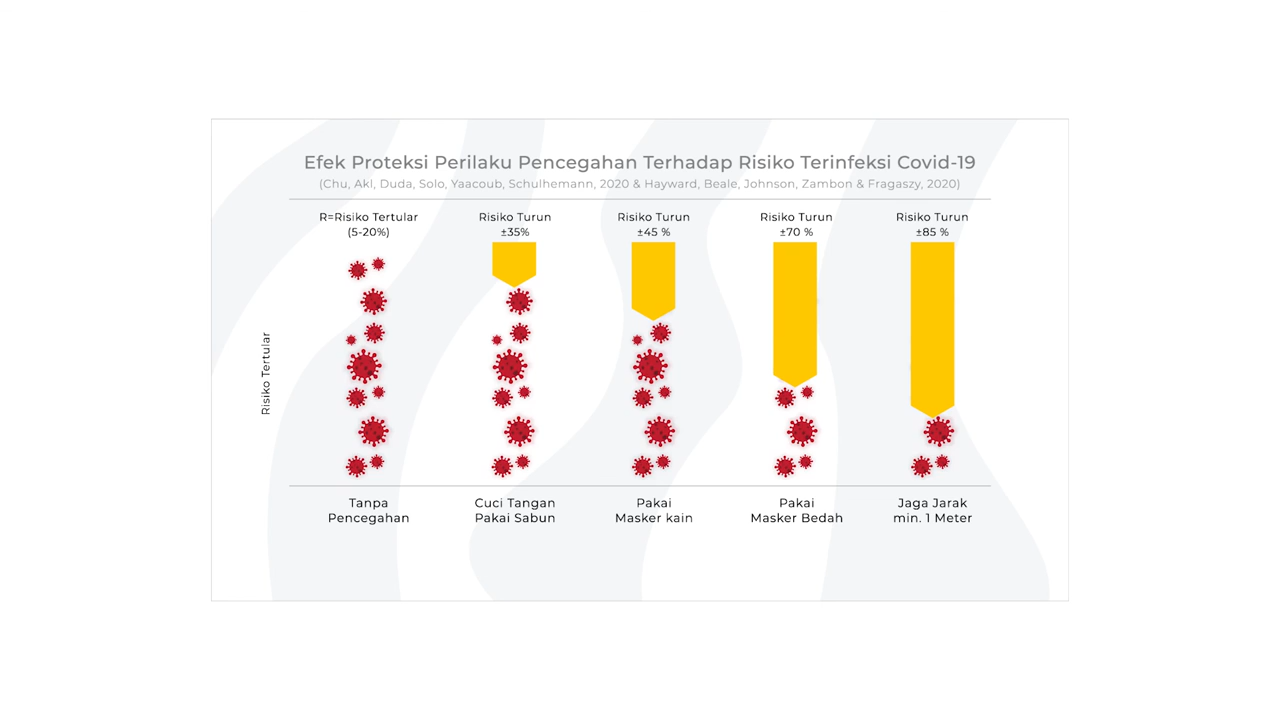 Efek Proteksi Perilaku Pencegahan Terhadap Risiko Terinfeksi Covid-19
(Chu, Akl, Duda, Solo, Yaacoub, Schulhemann, 2020 & Hayward, Beale, Johnson, Zambon & Fragaszy, 2020)
R=Risiko Tertular
(5-20%)
Risiko Turun
±35%
Risiko Turun
±45 %
Risiko Turun
±70 %
Risiko Turun
±85 %
Risiko Tertular
Tanpa
Pencegahan
Cuci Tangan
Pakai Sabun
Pakai
Masker kain
Pakai
Masker Bedah
Jaga Jarak
min. 1 Meter